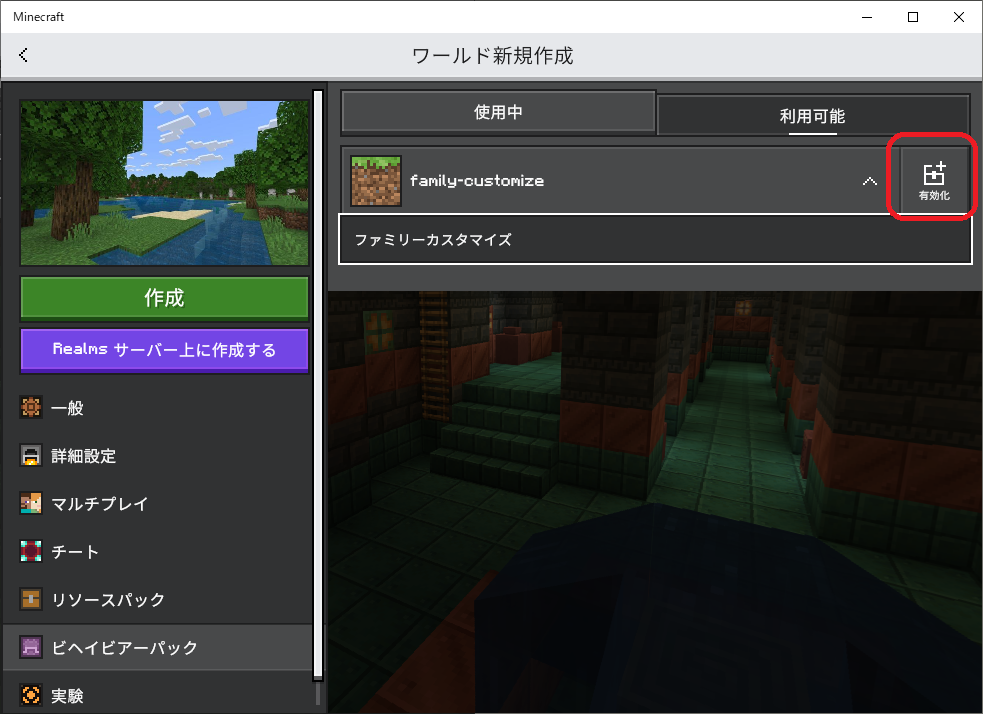 Minecraft
ワールド新規作成
使用中
利用可能
family-customize
有効化
ファミリーカスタマイズ
作成
Realms サーバー上に作成する
一般
詳細設定
マルチプレイ
チート
リソースパック
ビヘイビアーパック
実験